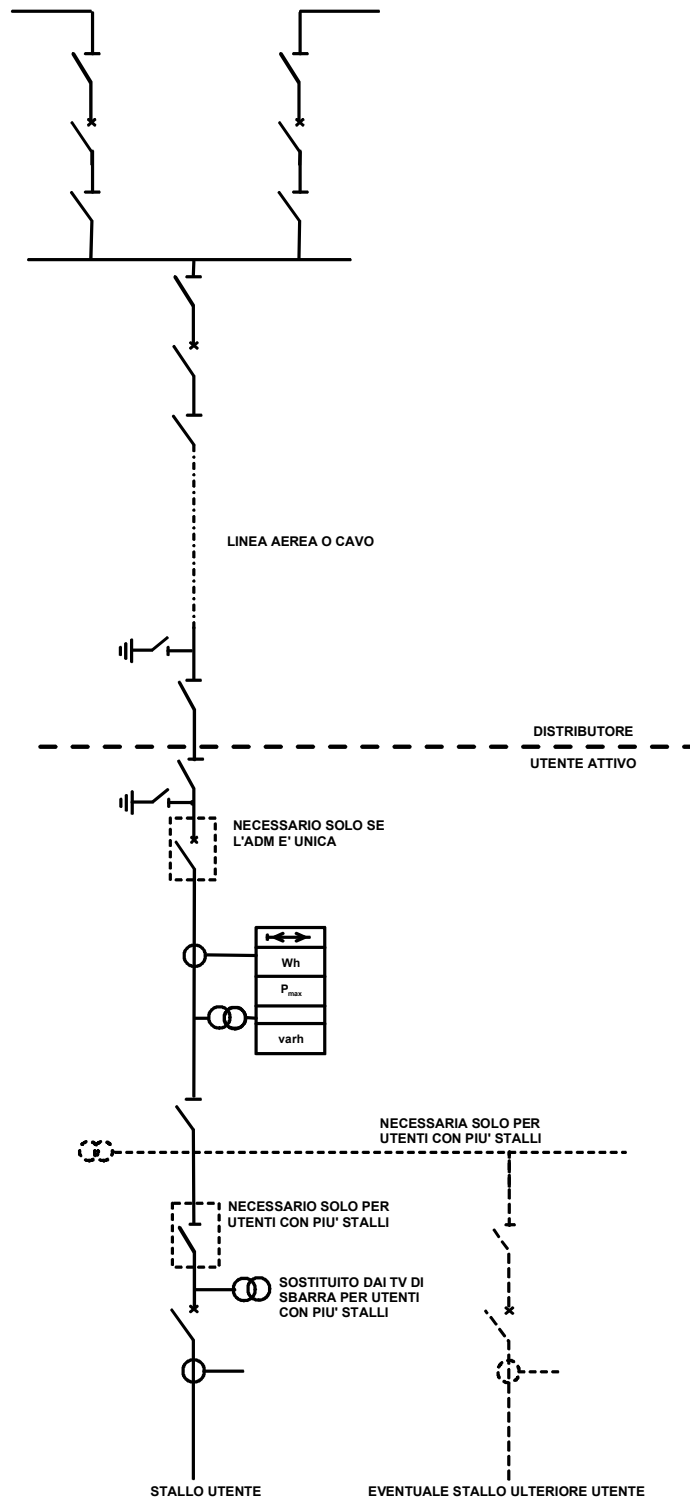 LINEA AEREA O CAVO
DISTRIBUTORE
UTENTE ATTIVO
NECESSARIO SOLO SE
L'ADM E' UNICA
Wh
Pmax
varh
NECESSARIA SOLO PER
UTENTI CON PIU' STALLI
NECESSARIO SOLO PER
UTENTI CON PIU' STALLI
SOSTITUITO DAI TV DI
SBARRA PER UTENTI
CON PIU' STALLI
STALLO UTENTE
EVENTUALE STALLO ULTERIORE UTENTE